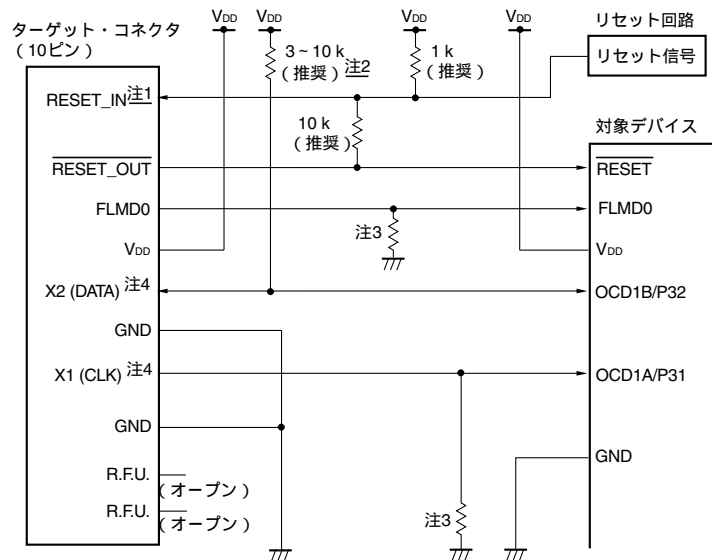 VDD
VDD
VDD
VDD
リセット回路
リセット信号
ターゲット・コネクタ
(10ピン)
3~10 k
(推奨) 注2
1 k
(推奨)
RESET_IN注1
10 k
(推奨)
対象デバイス
RESET_OUT
RESET
FLMD0
FLMD0
注3
VDD
VDD
X2 (DATA) 注4
OCD1B/P32
GND
X1 (CLK) 注4
OCD1A/P31
GND
GND
R.F.U.
(オープン)
R.F.U.
(オープン)
注3